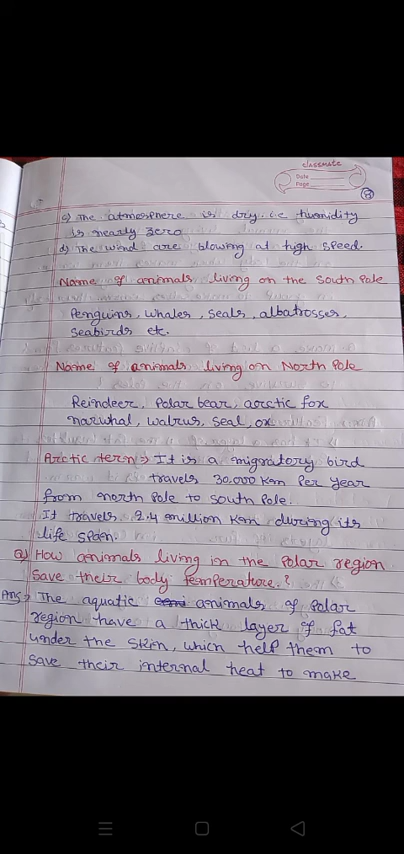 classmate
Date
Page
8
c) The atmosphere is dry i.e humidity
is nearly zero
d) The wind are blowing at high speed.
Name of animals living on the South Pole
Penguins, whales, seals, albatrosses,
seabirds etc.
Name of animals living on North Pole
Reindeer, Polar bear, arctic fox
narwhal, walrus, seal, ox
Arctic tern ⇒ It is a migratory bird
travels 30,000 Km Per year
from north Pole to South Pole.
It travels 2.4 million Km during its
life span.
Q) How animals living in the Polar region
save their body temperature.?
Ans⇒ The aquatic animals of Polar
region have a thick layer of fat
under the skin, which help them to
save their internal heat to make